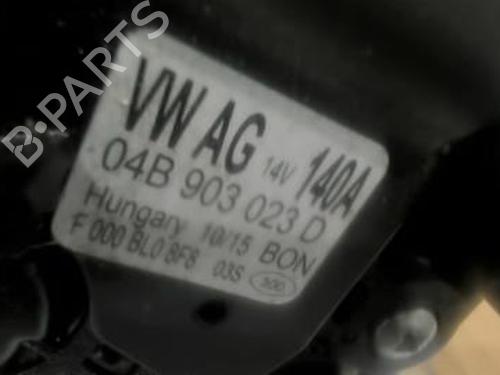 B-PARTS
VW AG 14V 140A
04B 903 023 D
Hungary 10/15 BON
F 000 BL0 8F8 03S